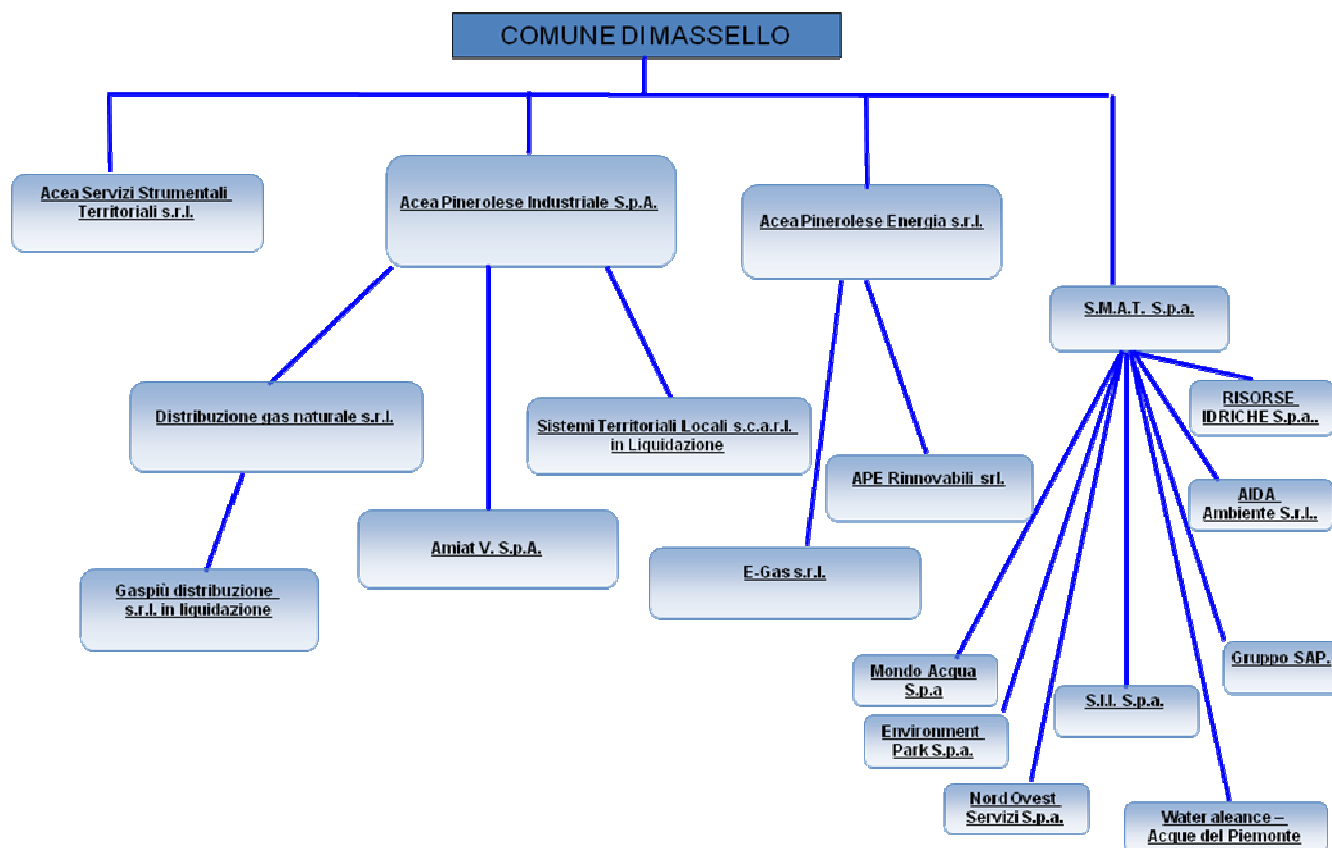 COMUNE DI MASSELLO
Acea Servizi Strumentali
Territoriali s.r.l.
Acea Pinerolese Industriale S.p.A.
Acea Pinerolese Energia s.r.l.
S.M.A.T. S.p.a.
Distribuzione gas naturale s.r.l.
Sistemi Territoriali Locali s.c.a.r.l.
in Liquidazione
RISORSE
IDRICHE S.p.a..
APE Rinnovabili srl.
AIDA
Ambiente S.r.l..
Amiat V. S.p.A.
E-Gas s.r.l.
Gaspiù distribuzione
s.r.l. in liquidazione
Gruppo SAP.
Mondo Acqua
S.p.a
S.I.I. S.p.a.
Environment
Park S.p.a.
Nord Ovest
Servizi S.p.a.
Water aleance –
Acque del Piemonte